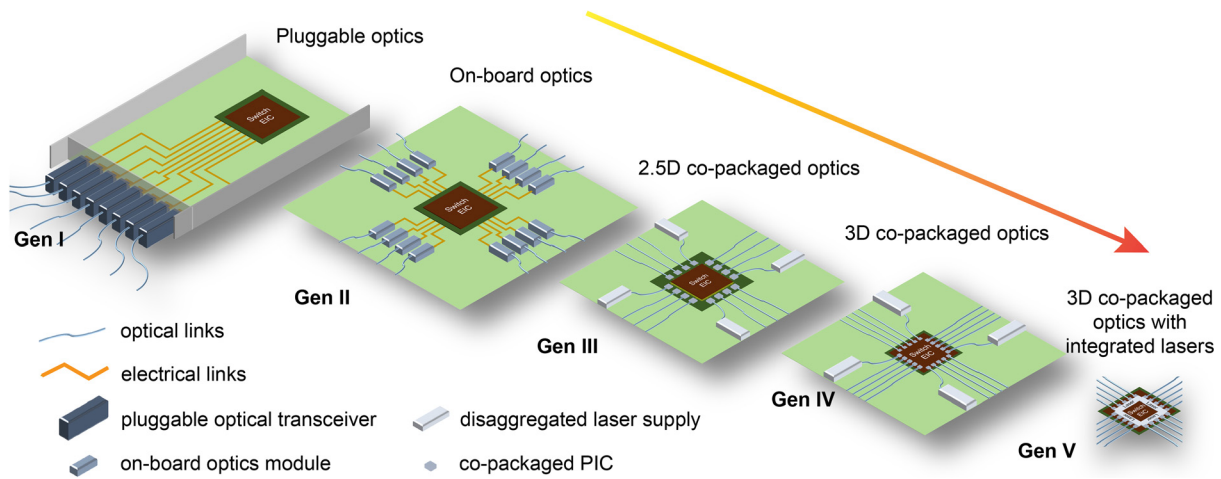 Pluggable optics
Switch
EIC
Gen I
On-board optics
Switch
EIC
Gen II
2.5D co-packaged optics
Switch
EIC
Gen III
3D co-packaged optics
Switch
EIC
Gen IV
3D co-packaged
optics with
integrated lasers
Switch
EIC
Gen V
optical links
electrical links
pluggable optical transceiver
on-board optics module
disaggregated laser supply
co-packaged PIC